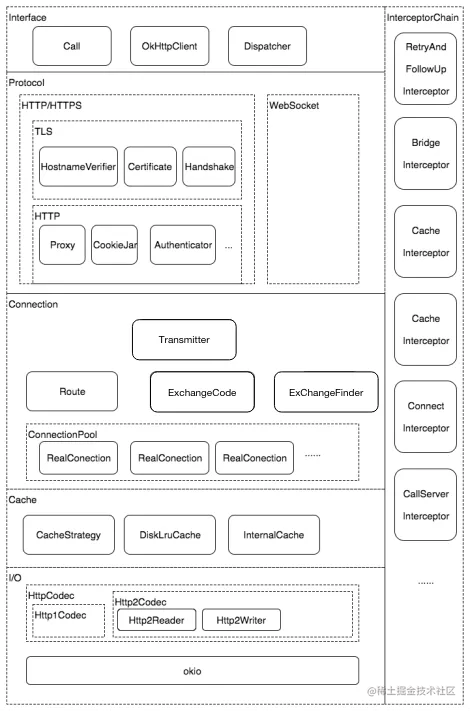 Interface
Call
OkHttpClient
Dispatcher
Protocol
HTTP/HTTPS
TLS
HostnameVerifier
Certificate
Handshake
HTTP
Proxy
CookieJar
Authenticator
...
WebSocket
Connection
Transmitter
Route
ExchangeCode
ExChangeFinder
ConnectionPool
RealConection
RealConection
RealConection
......
Cache
CacheStrategy
DiskLruCache
InternalCache
I/O
HttpCodec
Http1Codec
Http2Codec
Http2Reader
Http2Writer
okio
InterceptorChain
RetryAnd
FollowUp
Interceptor
Bridge
Interceptor
Cache
Interceptor
Cache
Interceptor
Connect
Interceptor
CallServer
Interceptor
......
@稀土掘金技术社区